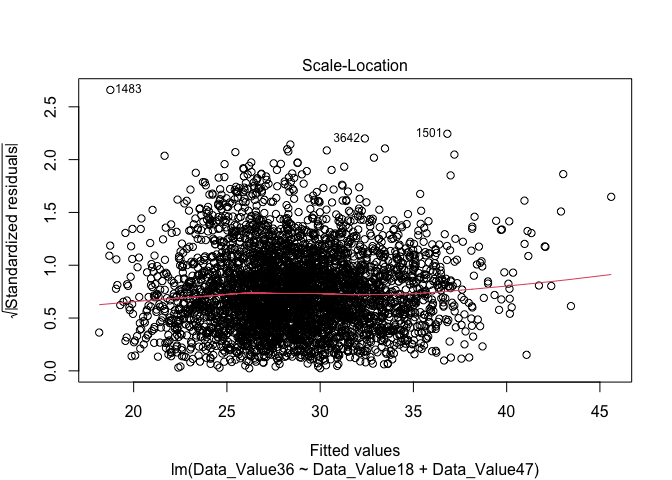 Scale-Location
√|Standardized residuals|
2.5
2.0
1.5
1.0
0.5
0.0
1483
3642
1501
20 25 30 35 40 45
Fitted values
lm(Data_Value36 ~ Data_Value18 + Data_Value47)